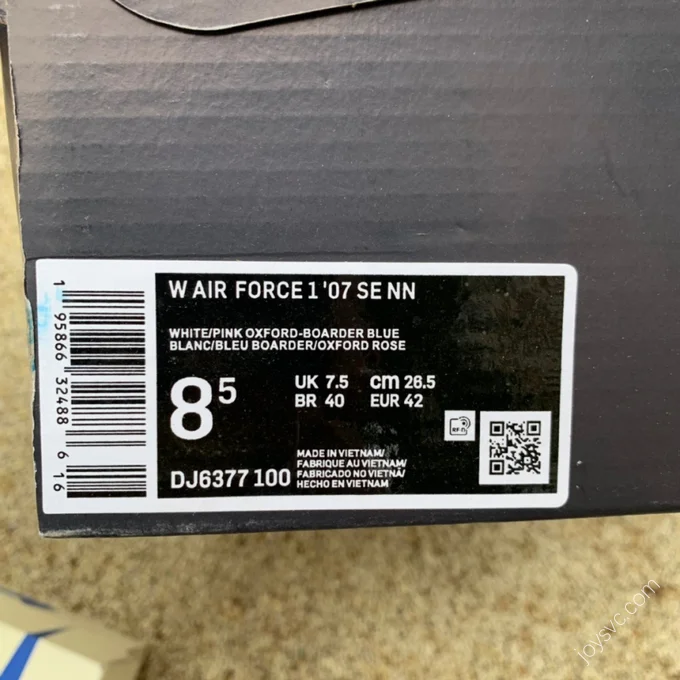 W AIR FORCE 1 '07 SE NN
WHITE/PINK OXFORD-BOARDER BLUE
BLANC/BLEU BOARDER/OXFORD ROSE
8 5
UK 7.5 cm 26.5
BR 40 EUR 42
DJ6377 100
MADE IN VIETNAM/
FABRIQUE AU VIETNAM/
FABRICADO NO VIETNÁ/
HECHO EN VIETNAM
RF
1 95866 32488 6 16
joysvc.com